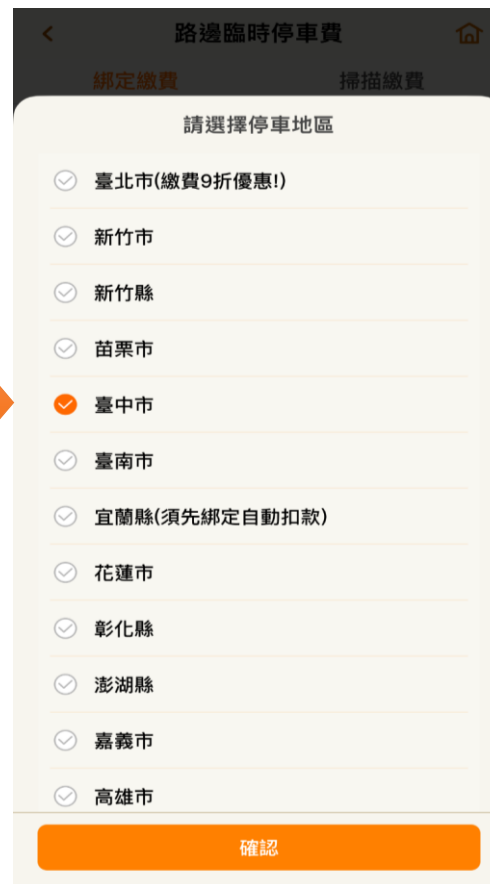 路邊臨時停車費
綁定繳費 掃描繳費
請選擇停車地區
臺北市(繳費9折優惠!)
新竹市
新竹縣
苗栗市
臺中市
臺南市
宜蘭縣(須先綁定自動扣款)
花蓮市
彰化縣
澎湖縣
嘉義市
高雄市
確認